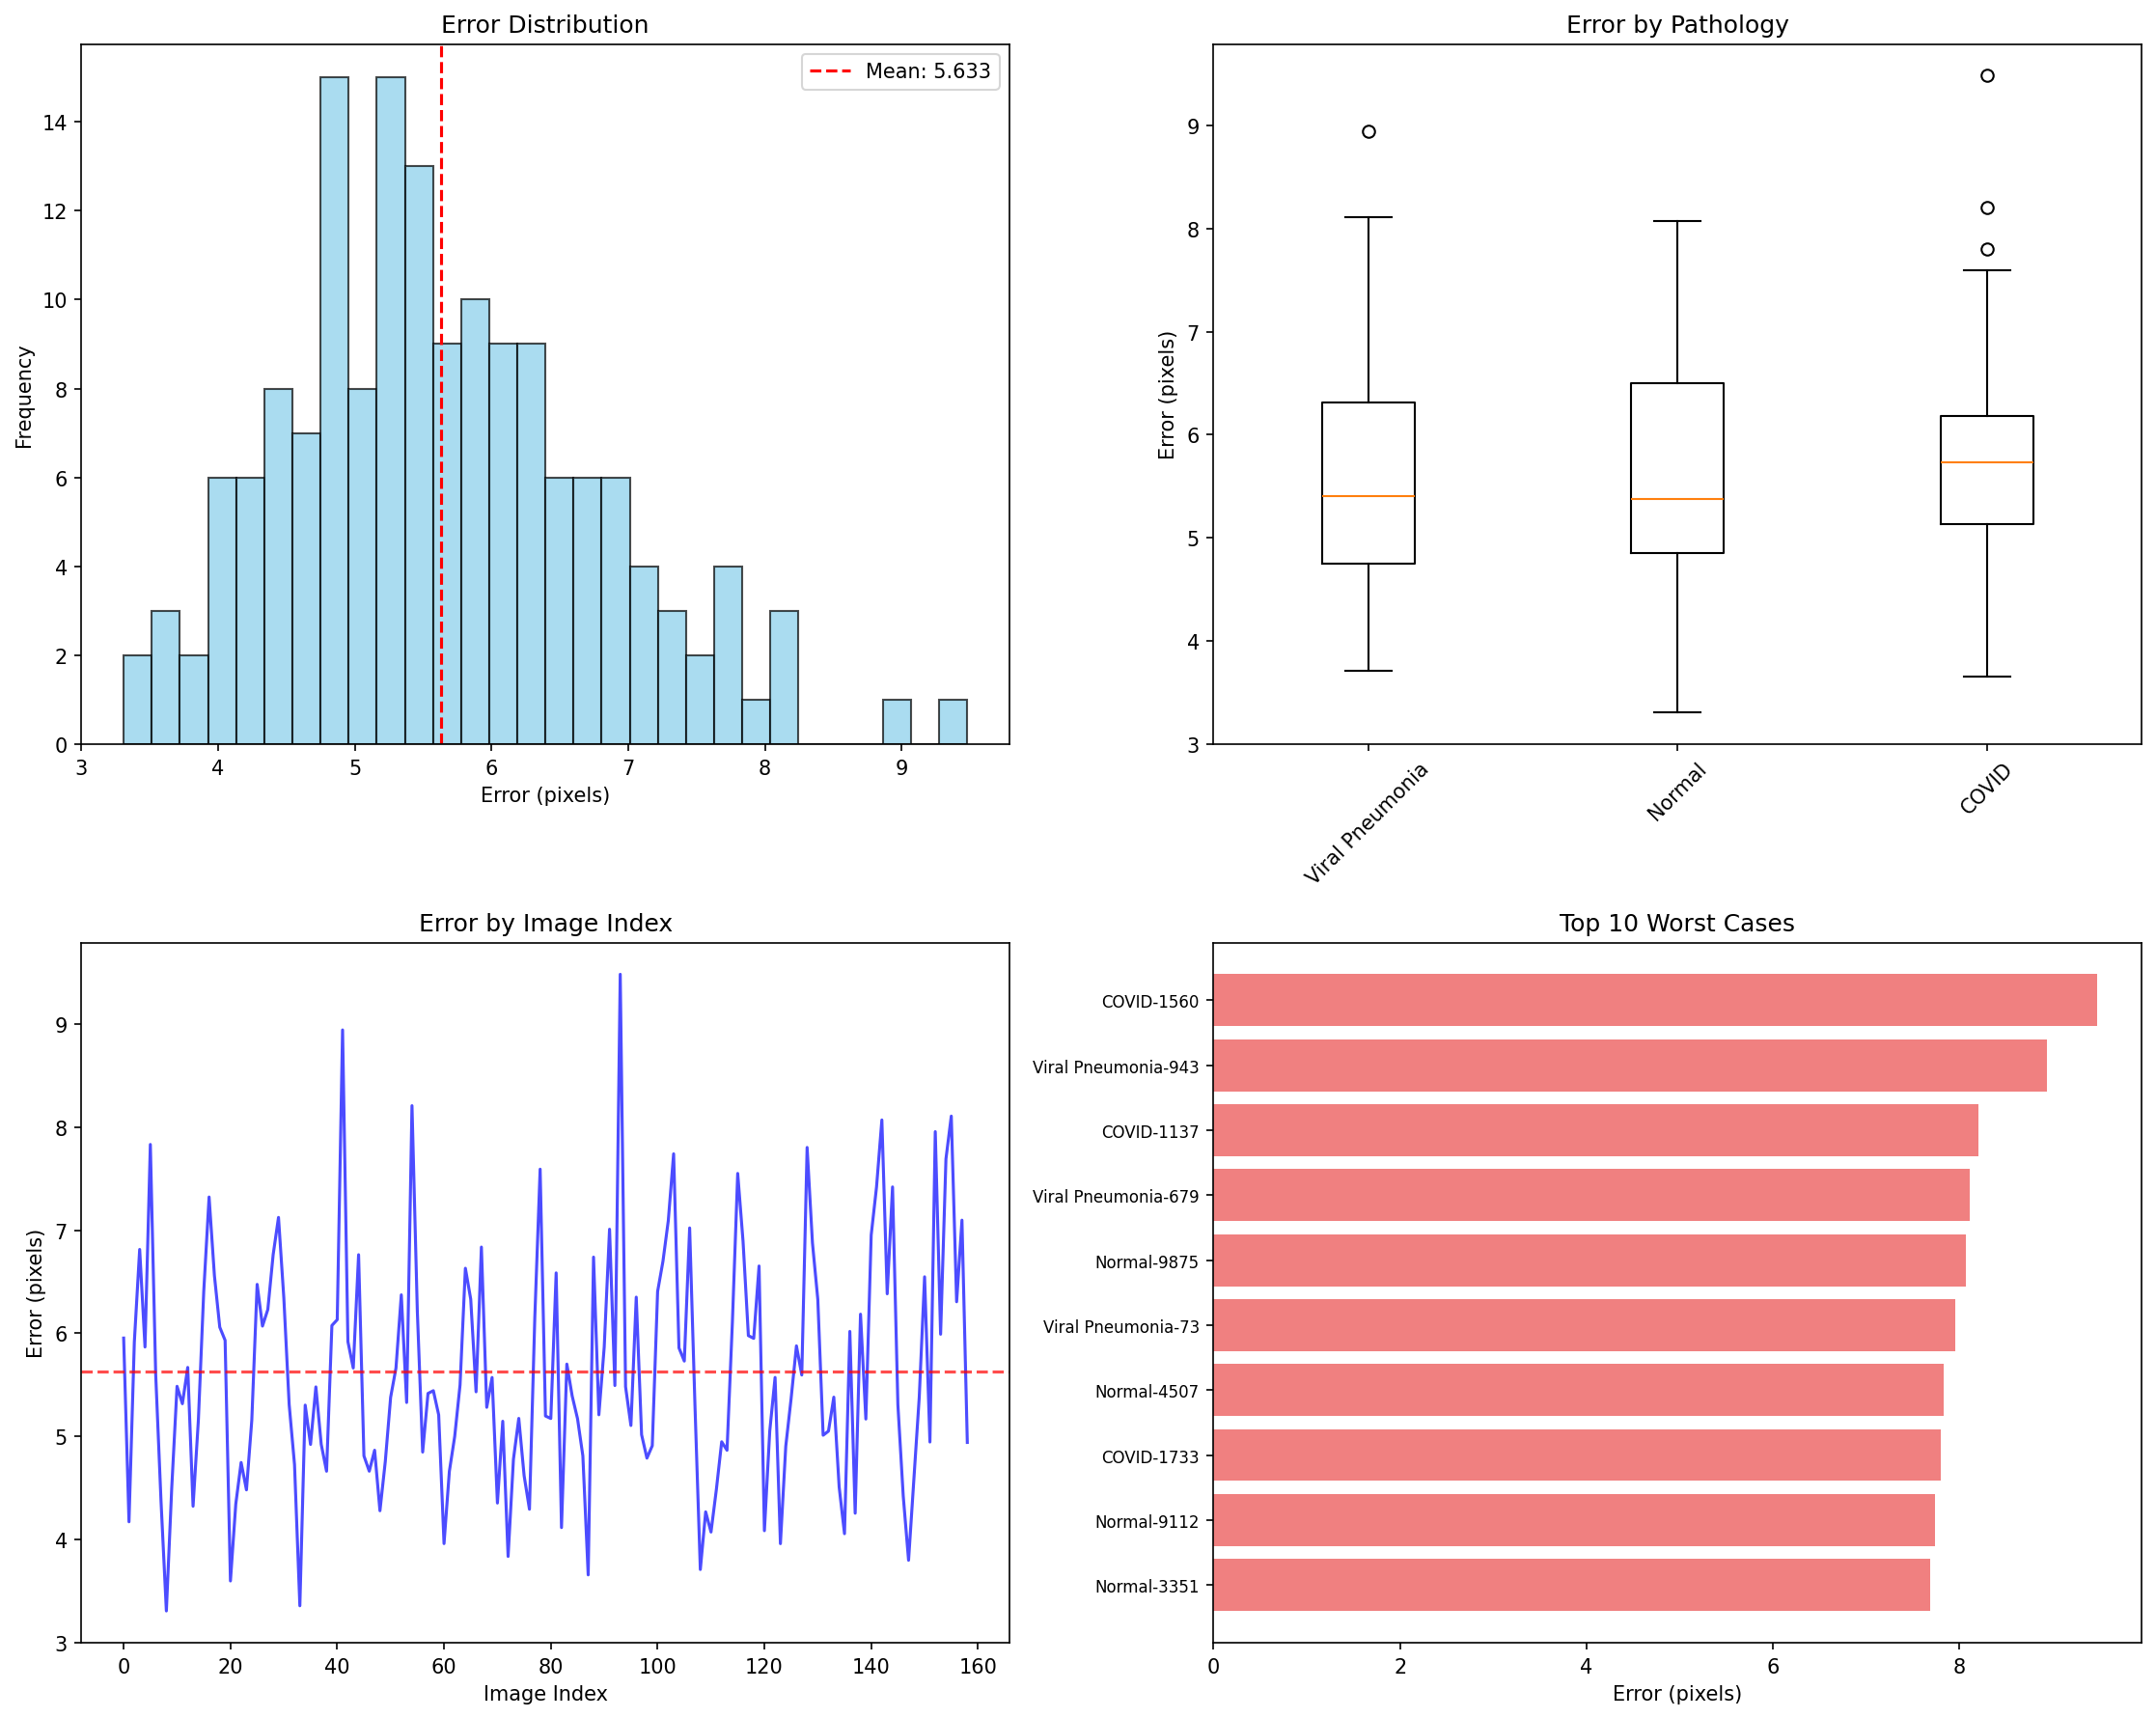 Error Distribution
Mean: 5.633
Frequency
14
12
10
8
6
4
2
0
3 4 5 6 7 8 9
Error (pixels)
Error by Pathology
Error (pixels)
9
8
7
6
5
4
3
Viral Pneumonia
Normal
COVID
Error by Image Index
Error (pixels)
9
8
7
6
5
4
3
0 20 40 60 80 100 120 140 160
Image Index
Top 10 Worst Cases
COVID-1560
Viral Pneumonia-943
COVID-1137
Viral Pneumonia-679
Normal-9875
Viral Pneumonia-73
Normal-4507
COVID-1733
Normal-9112
Normal-3351
0 2 4 6 8
Error (pixels)